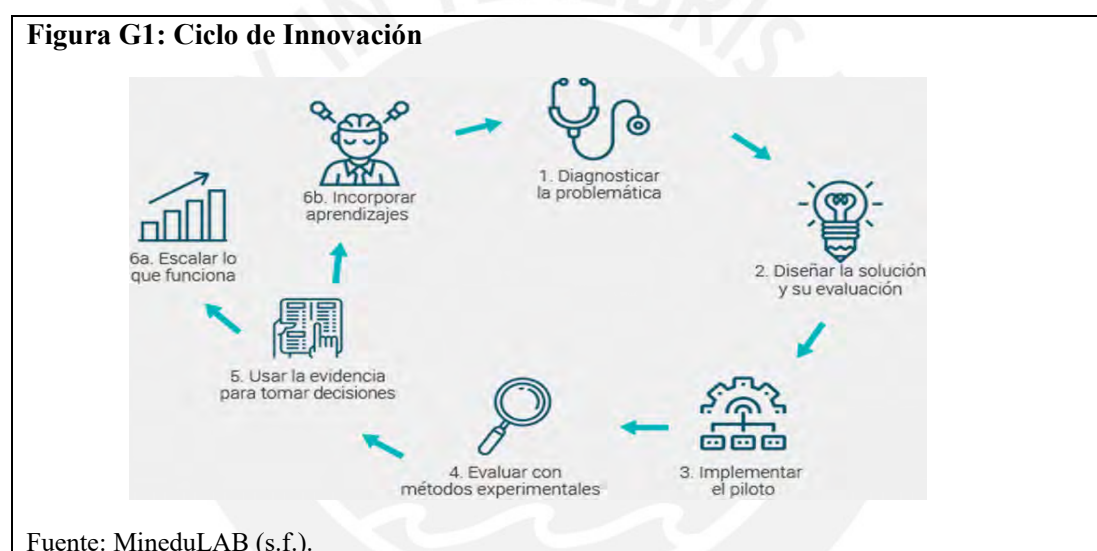 Figura G1: Ciclo de Innovación
1. Diagnosticar
la problemática
2. Diseñar la solución
y su evaluación
3. Implementar
el piloto
4. Evaluar con
métodos experimentales
5. Usar la evidencia
para tomar decisiones
6a. Escalar lo
que funciona
6b. Incorporar
aprendizajes
Fuente: MineduLAB (s.f.).